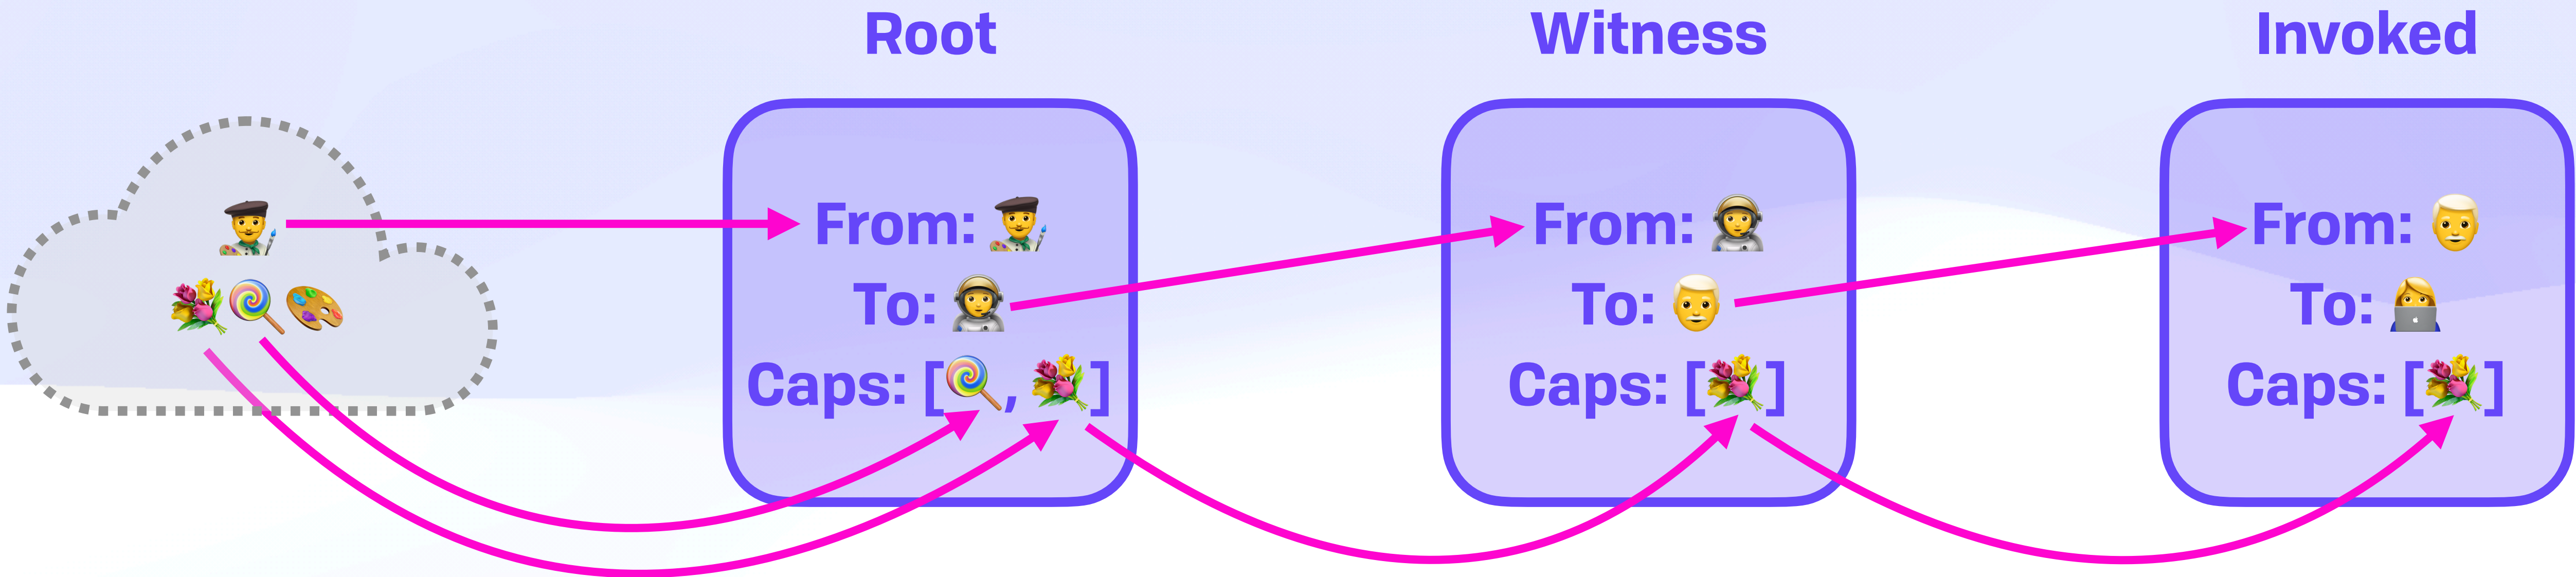 Root
Witness
Invoked
From: 👨‍🎨
To: 👩‍🚀
Caps: [🍭, 💐]
From: 👩‍🚀
To: 👨‍🦳
Caps: [💐]
From: 👨‍🦳
To: 👩‍💻
Caps: [💐]